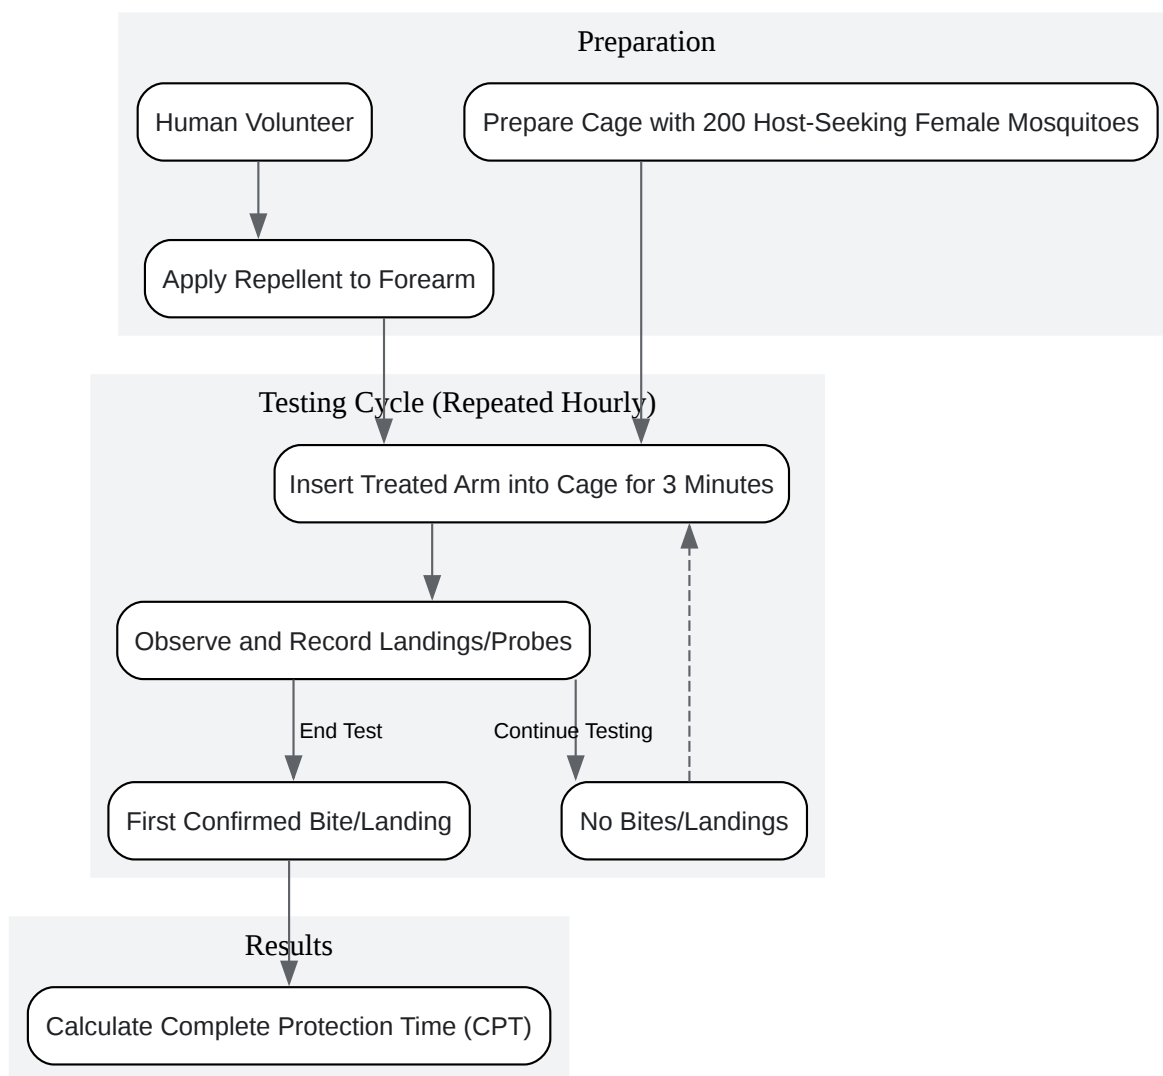 Preparation
Human Volunteer
Prepare Cage with 200 Host-Seeking Female Mosquitoes
Apply Repellent to Forearm
Testing Cycle (Repeated Hourly)
Insert Treated Arm into Cage for 3 Minutes
Observe and Record Landings/Probes
End Test
Continue Testing
First Confirmed Bite/Landing
No Bites/Landings
Results
Calculate Complete Protection Time (CPT)